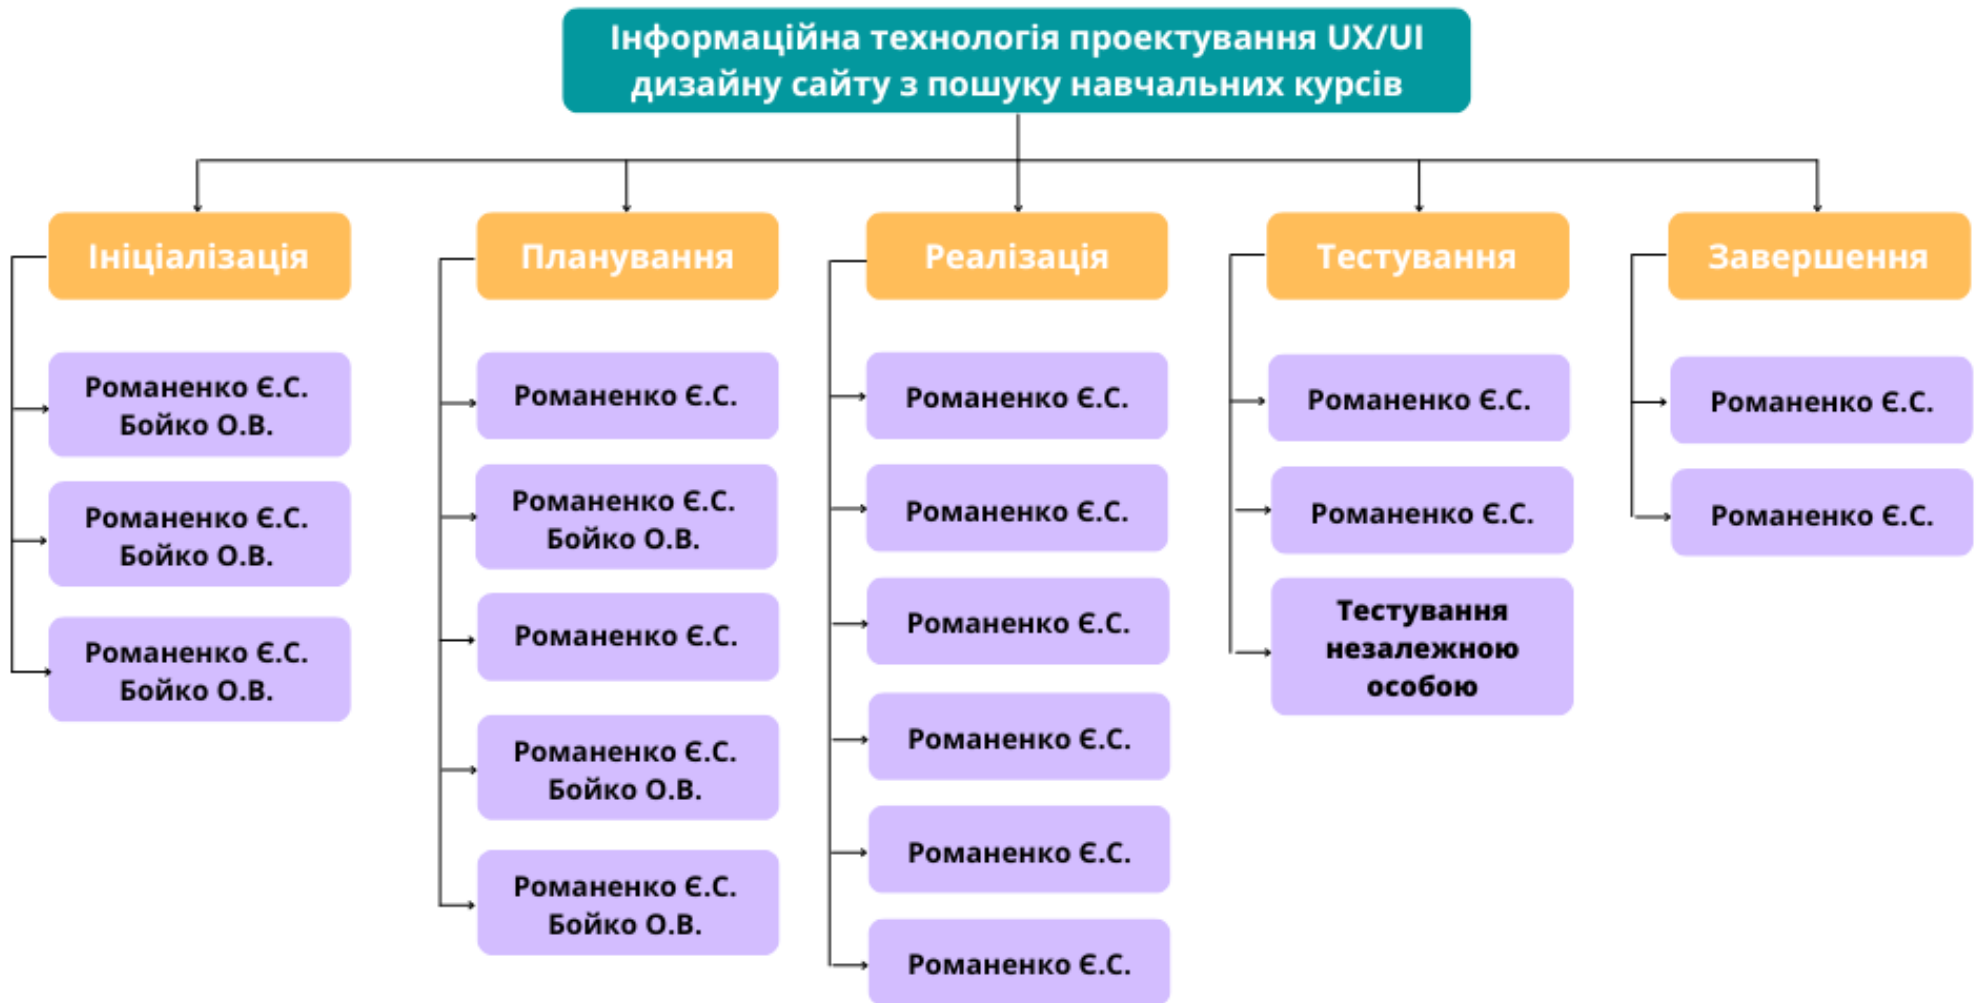 Інформаційна технологія проектування UX/UI
дизайну сайту з пошуку навчальних курсів
Ініціалізація
Романенко Є.С.
Бойко О.В.
Романенко Є.С.
Бойко О.В.
Романенко Є.С.
Бойко О.В.
Планування
Романенко Є.С.
Романенко Є.С.
Бойко О.В.
Романенко Є.С.
Романенко Є.С.
Бойко О.В.
Романенко Є.С.
Бойко О.В.
Реалізація
Романенко Є.С.
Романенко Є.С.
Романенко Є.С.
Романенко Є.С.
Романенко Є.С.
Романенко Є.С.
Тестування
Романенко Є.С.
Романенко Є.С.
Тестування
незалежною
особою
Завершення
Романенко Є.С.
Романенко Є.С.